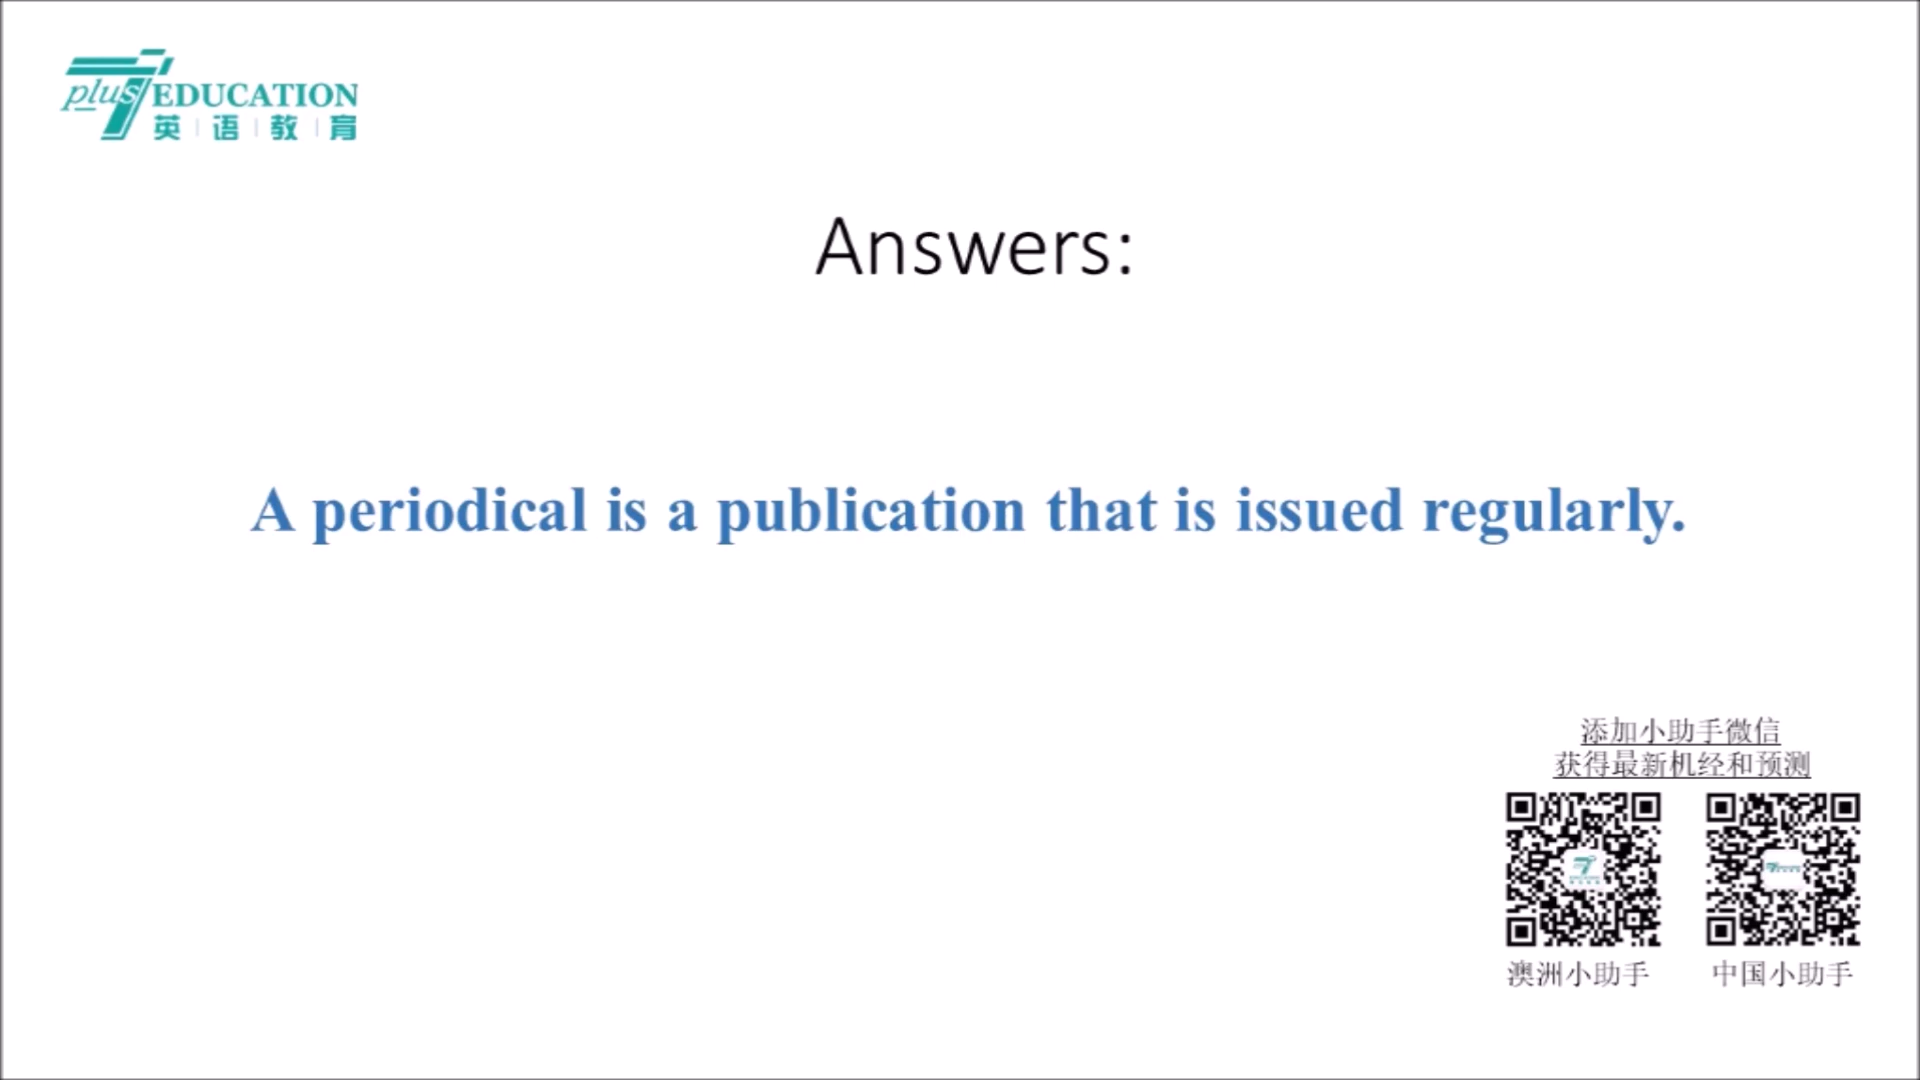 plus 7 EDUCATION
英语教育
Answers:
A periodical is a publication that is issued regularly.
添加小助手微信
获得最新机经和预测
澳洲小助手 中国小助手